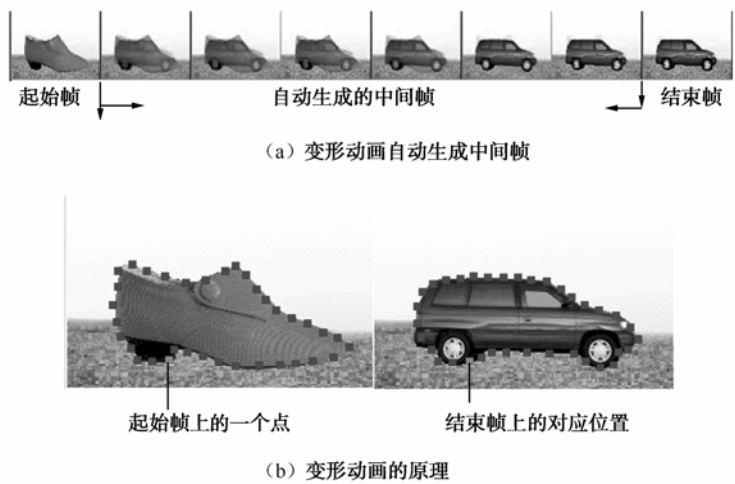 起始帧
自动生成的中间帧
结束帧
（a）变形动画自动生成中间帧
起始帧上的一个点
结束帧上的对应位置
（b）变形动画的原理